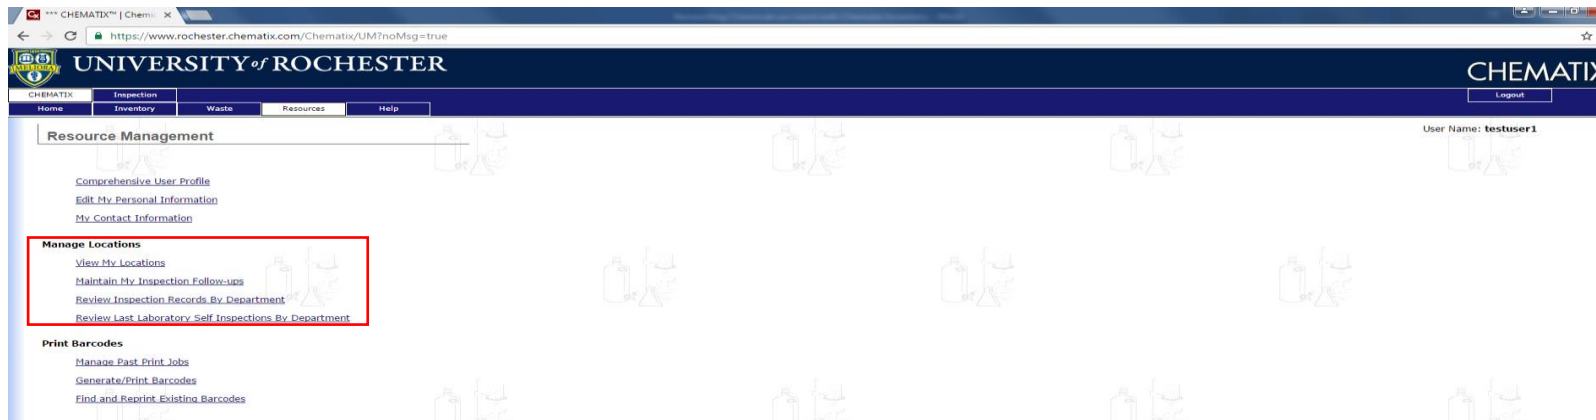 *** CHEMATIX™ | Chemi
https://www.rochester.chematix.com/Chematix/UM?noMsg=true
MELIORA
UNIVERSITY of ROCHESTER
CHEMATIX
CHEMATIX Inspection
Logout
Home Inventory Waste Resources Help
Resource Management
User Name: testuser1
Comprehensive User Profile
Edit My Personal Information
My Contact Information
Manage Locations
View My Locations
Maintain My Inspection Follow-ups
Review Inspection Records By Department
Review Last Laboratory Self Inspections By Department
Print Barcodes
Manage Past Print Jobs
Generate/Print Barcodes
Find and Reprint Existing Barcodes